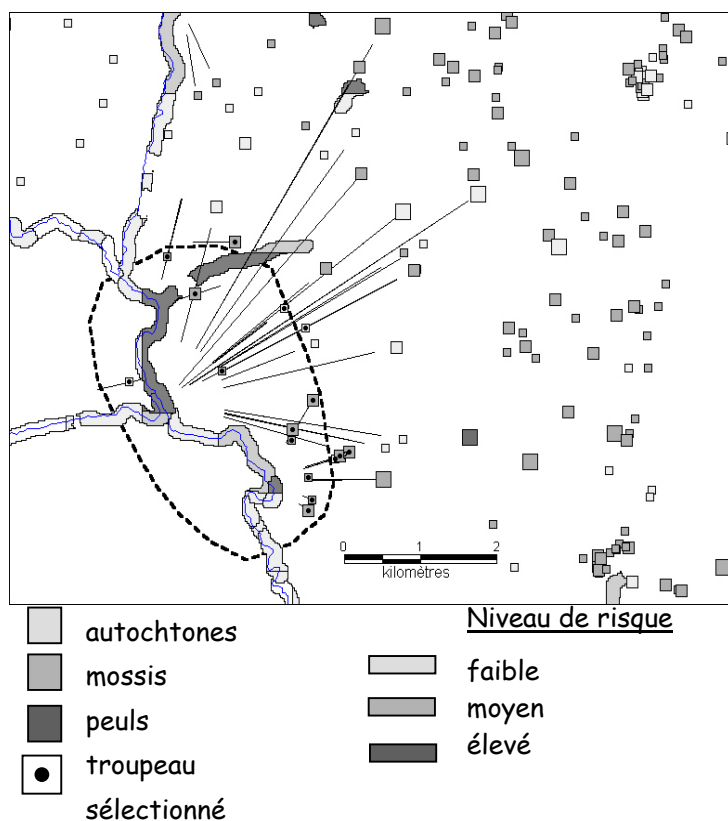 0 1 2
kilomètres
autochtones
mossis
peuls
troupeau
sélectionné
Niveau de risque
faible
moyen
élevé